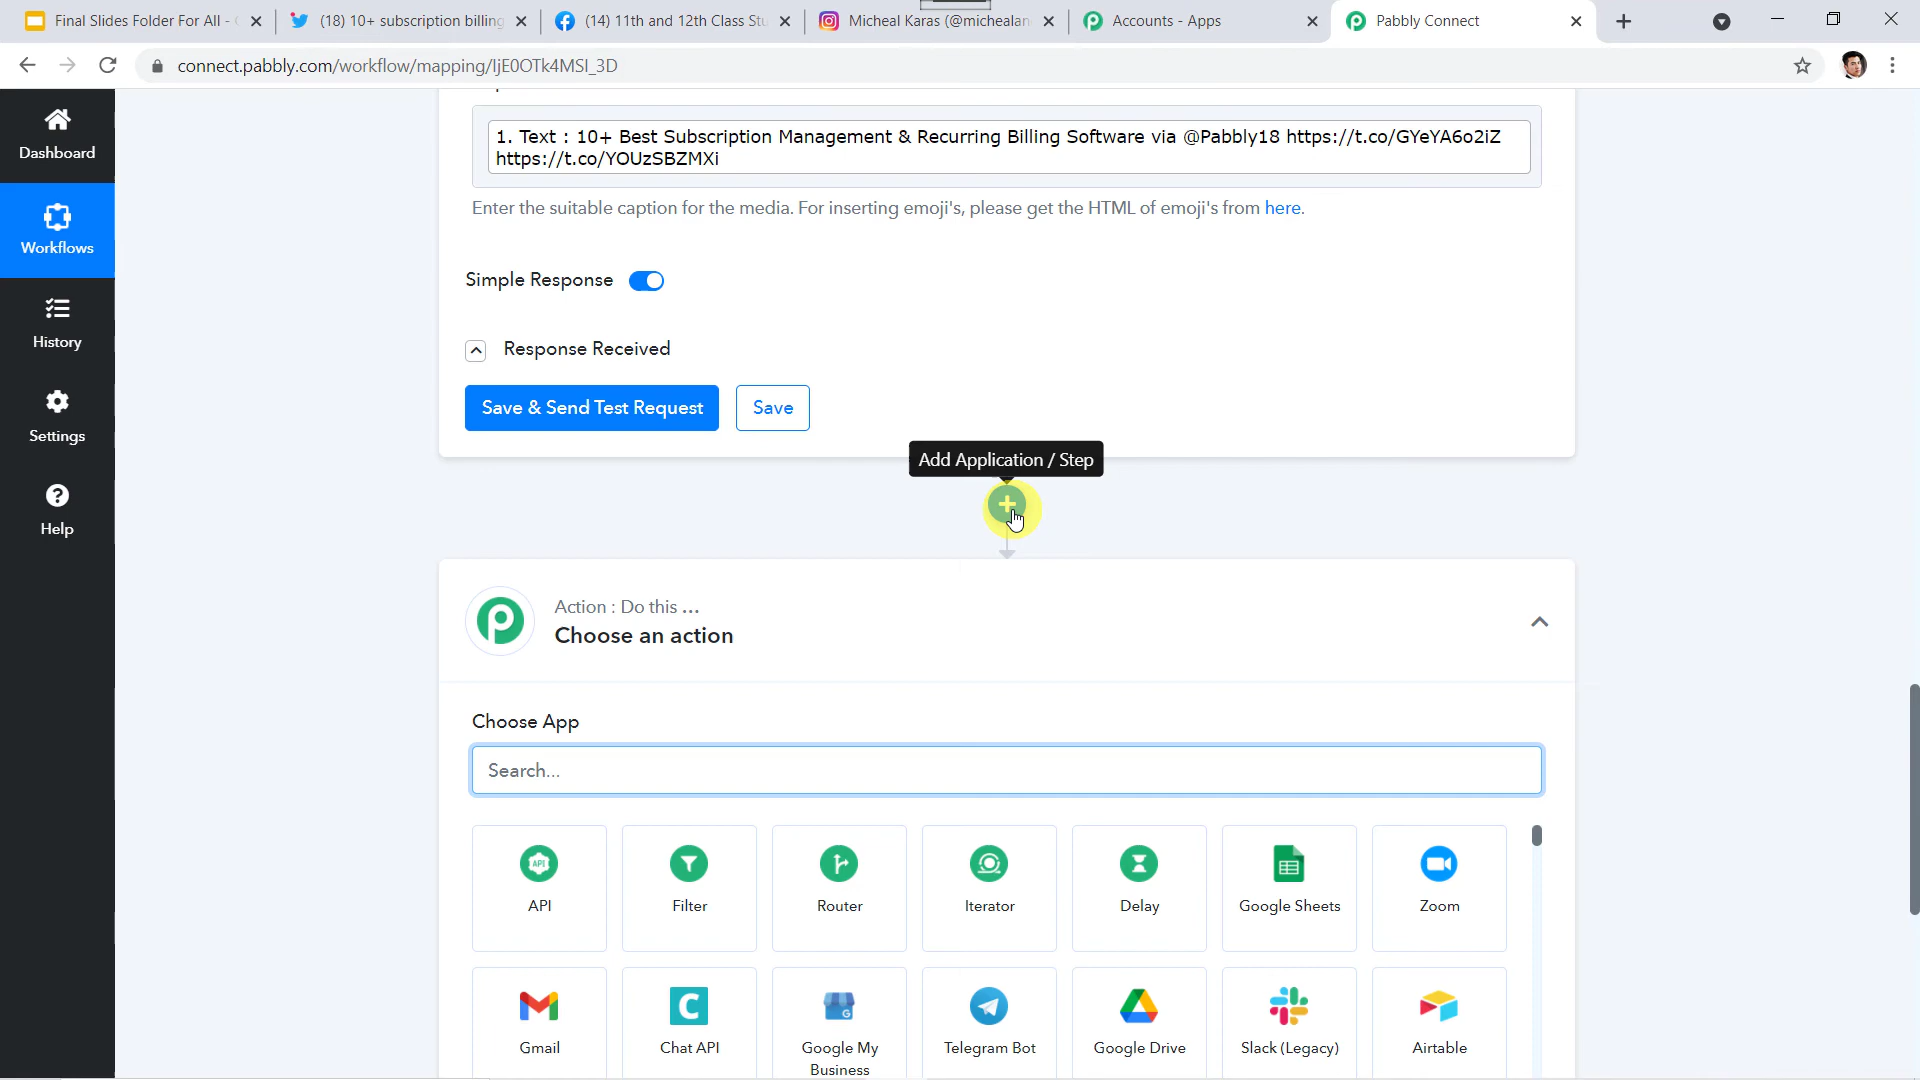 Final Slides Folder For All - G
(18) 10+ subscription billing
(14) 11th and 12th Class Stu
Micheal Karas (@michealan
Accounts - Apps
Pabbly Connect
connect.pabbly.com/workflow/mapping/IjE0OTk4MSI_3D
Dashboard
Workflows
History
Settings
Help
1. Text : 10+ Best Subscription Management & Recurring Billing Software via @Pabbly18 https://t.co/GYeYA6o2iZ
https://t.co/YOUzSBZMXi
Enter the suitable caption for the media. For inserting emoji's, please get the HTML of emoji's from here.
Simple Response
Response Received
Save & Send Test Request
Save
Add Application / Step
Action : Do this ...
Choose an action
Choose App
Search...
API
Filter
Router
Iterator
Delay
Google Sheets
Zoom
Gmail
Chat API
Google My
Business
Telegram Bot
Google Drive
Slack (Legacy)
Airtable